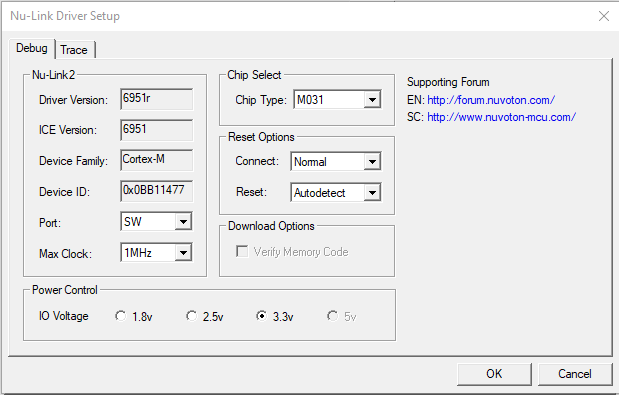 Nu-Link Driver Setup
Debug
Trace
Nu-Link2
Driver Version: 6951r
ICE Version: 6951
Device Family: Cortex-M
Device ID: 0x0BB11477
Port: SW
Max Clock: 1MHz
Chip Select
Chip Type: M031
Reset Options
Connect: Normal
Reset: Autodetect
Download Options
Verify Memory Code
Supporting Forum
EN: http://forum.nuvoton.com/
SC: http://www.nuvoton-mcu.com/
Power Control
IO Voltage 1.8v 2.5v 3.3v 5v
OK Cancel